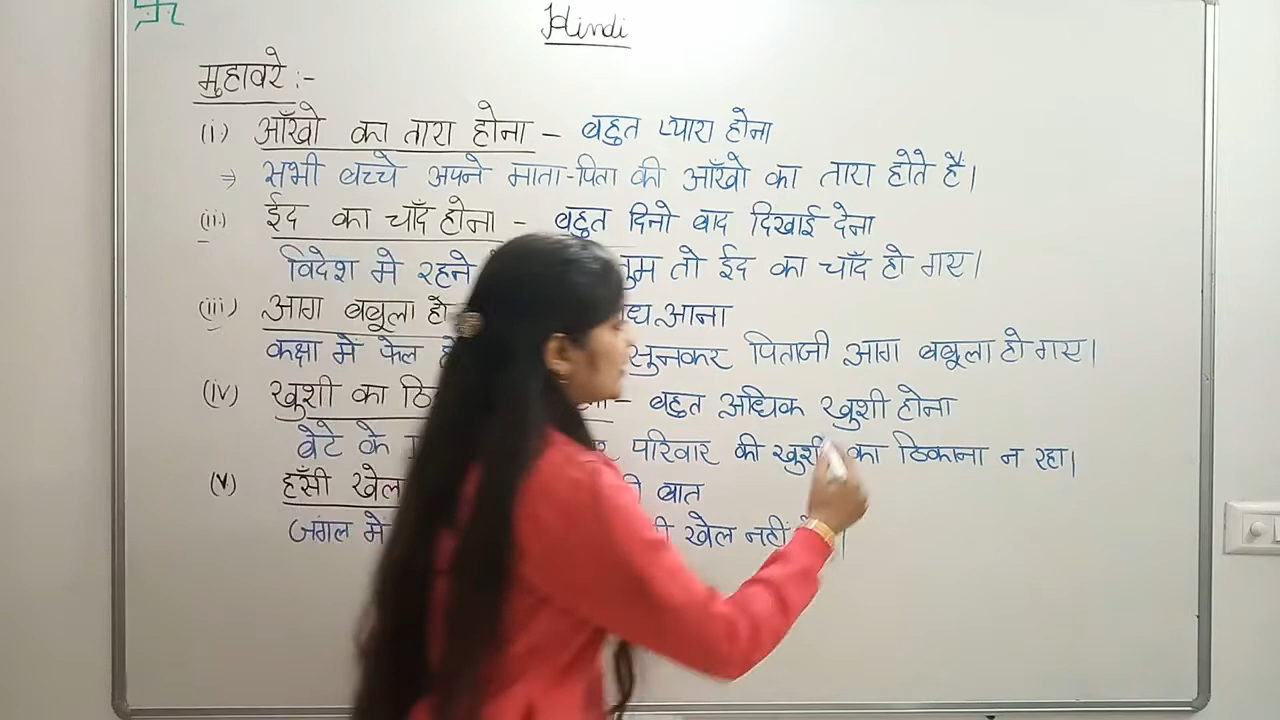 Hindi
मुहावरे :-
(i) आँखो का तारा होना - बहुत प्यारा होना
⇒ सभी बच्चे अपने माता-पिता की आँखो का तारा होते हैं।
(ii) ईद का चाँद होना - बहुत दिनो बाद दिखाई देना
विदेश मे रहने तुम तो ईद का चाँद हो गए।
(iii) आग बबूला आना
कक्षा में फेल सुनकर पिताजी आग बबूला हो गए।
(iv) खुशी का - बहुत अधिक खुशी होना
बेटे के परिवार की खुशी का ठिकाना न रहा।
(v) हँसी खेल बात
जंगल में खेल नहीं